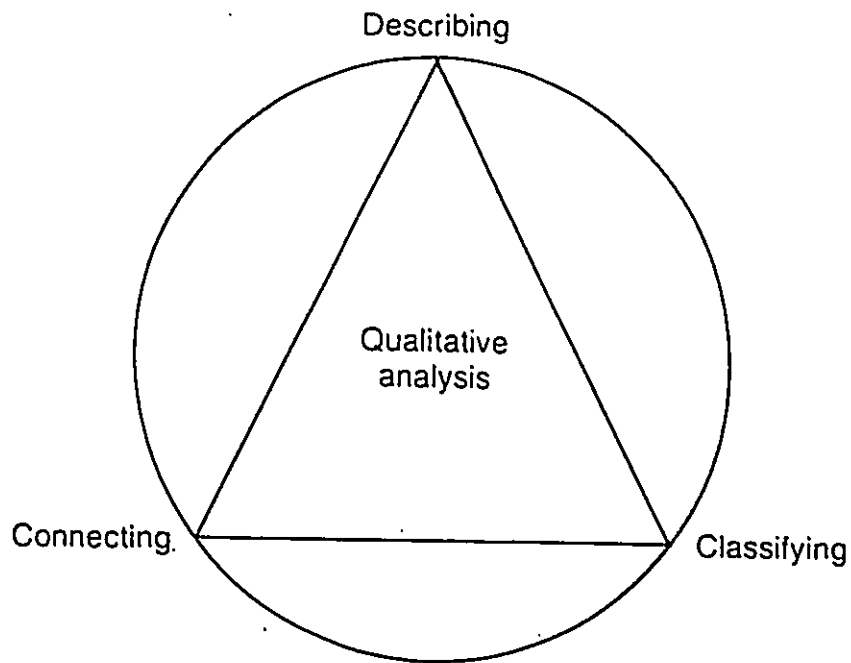 Describing
Qualitative
analysis
Connecting.
Classifying